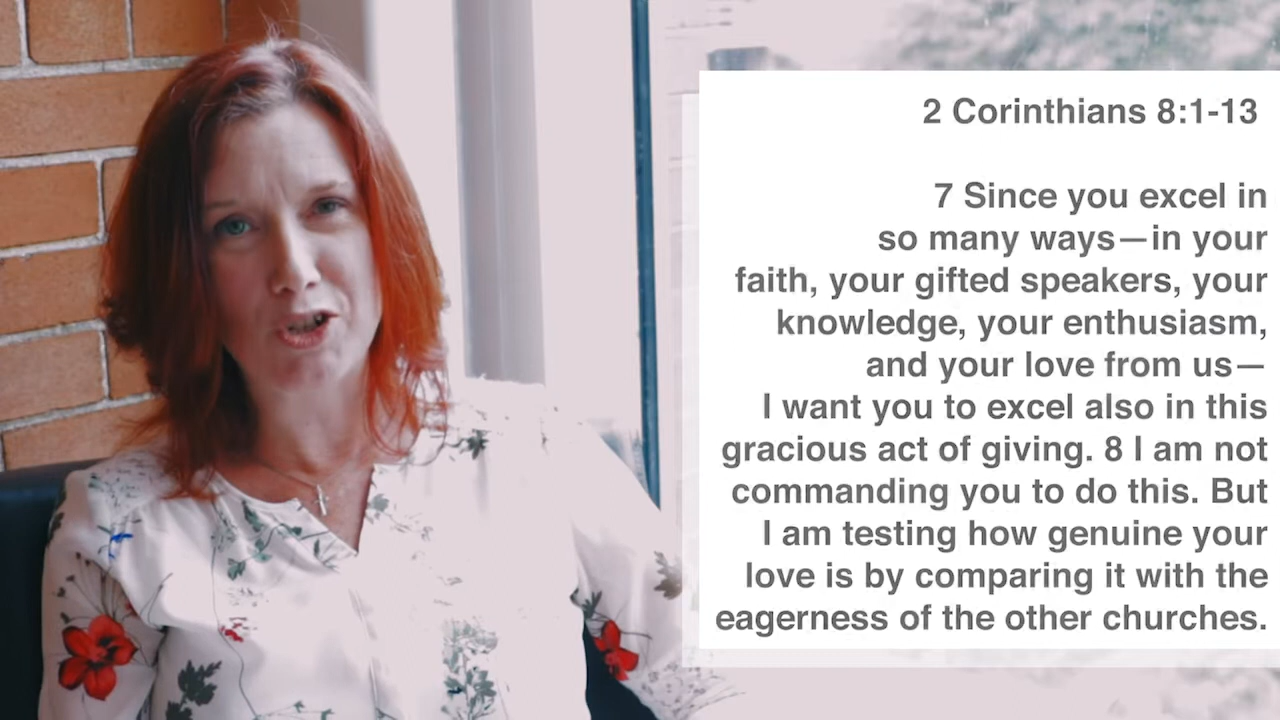 2 Corinthians 8:1-13
7 Since you excel in
so many ways—in your
faith, your gifted speakers, your
knowledge, your enthusiasm,
and your love from us—
I want you to excel also in this
gracious act of giving. 8 I am not
commanding you to do this. But
I am testing how genuine your
love is by comparing it with the
eagerness of the other churches.